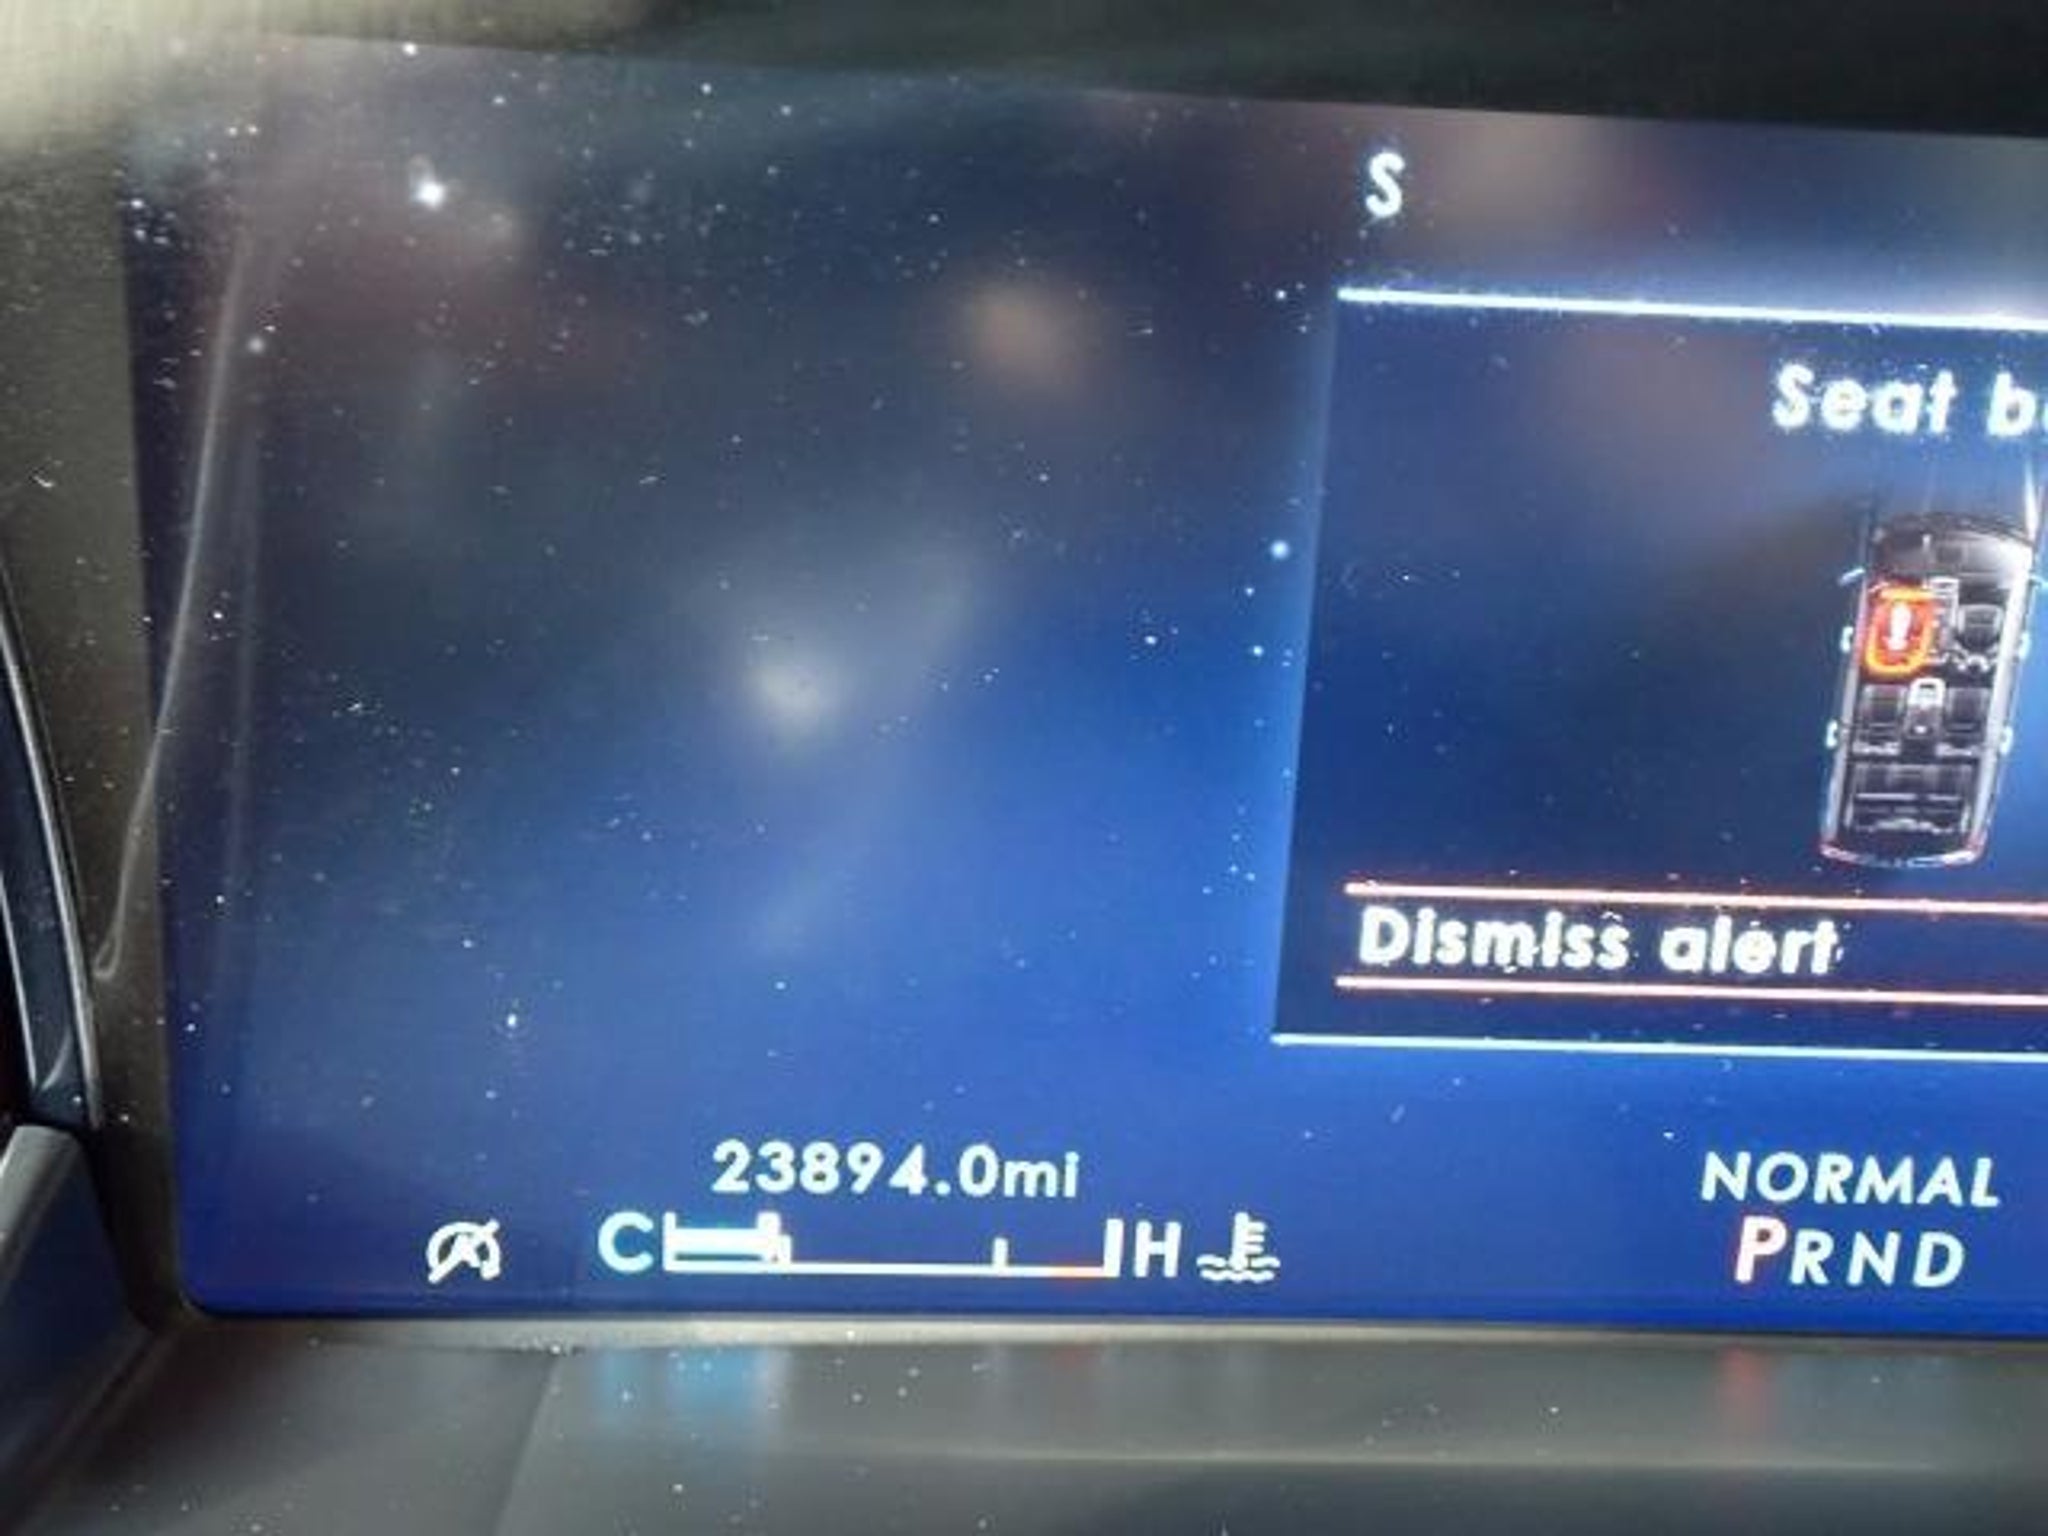 S
Seat b
Dismiss alert
23894.0mi
NORMAL
C H
PRND